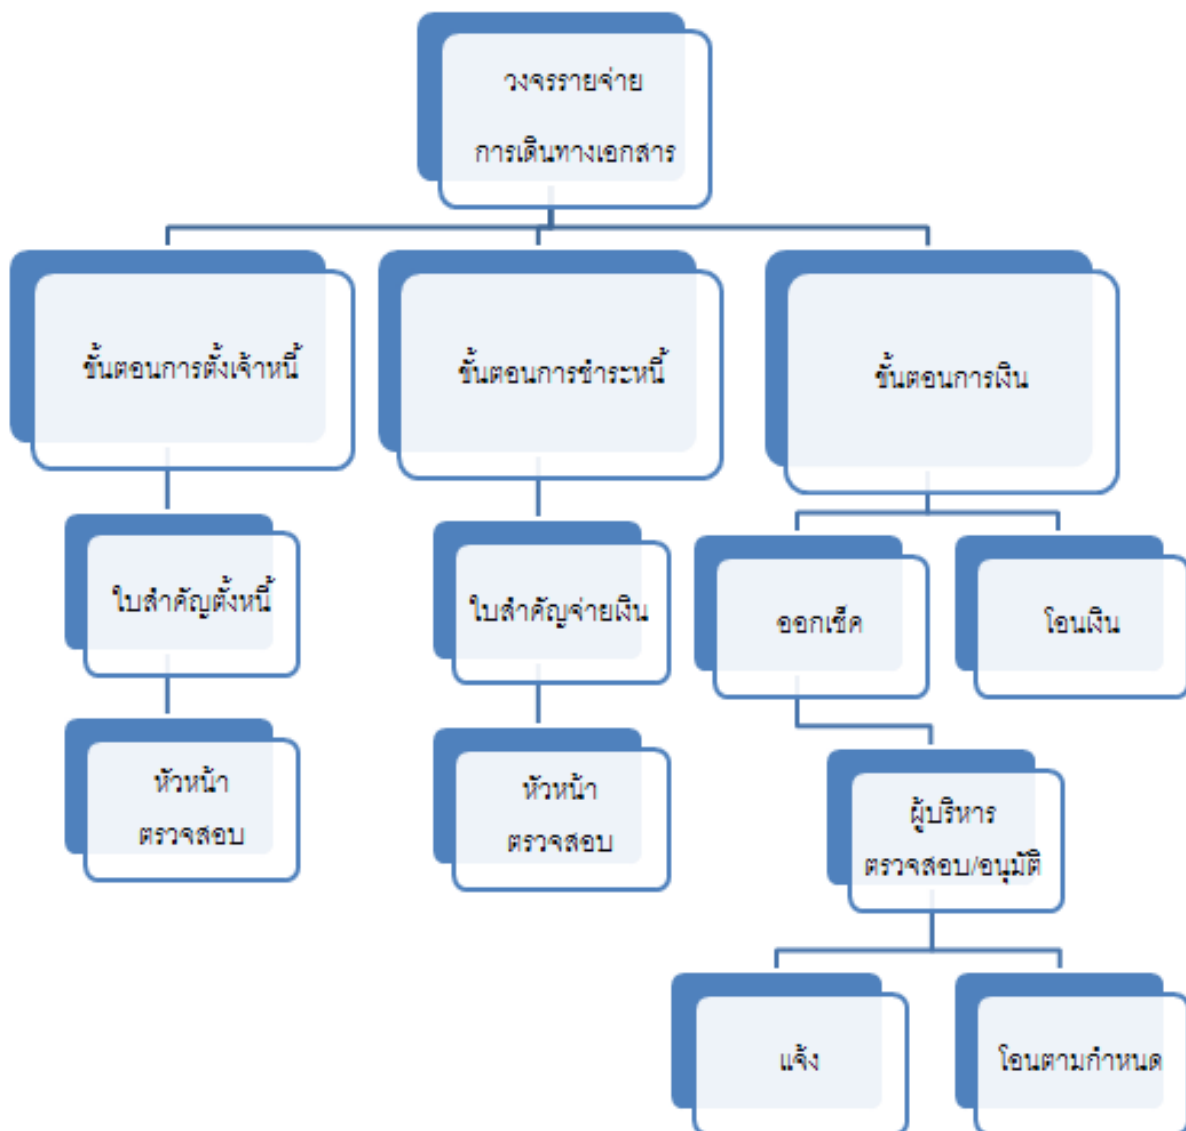 วงจรรายจ่าย
การเดินทางเอกสาร
ขั้นตอนการตั้งเจ้าหนี้
ขั้นตอนการชำระหนี้
ขั้นตอนการเงิน
ใบสำคัญตั้งหนี้
ใบสำคัญจ่ายเงิน
ออกเช็ค
โอนเงิน
หัวหน้า
ตรวจสอบ
หัวหน้า
ตรวจสอบ
ผู้บริหาร
ตรวจสอบ/อนุมัติ
แจ้ง
โอนตามกำหนด